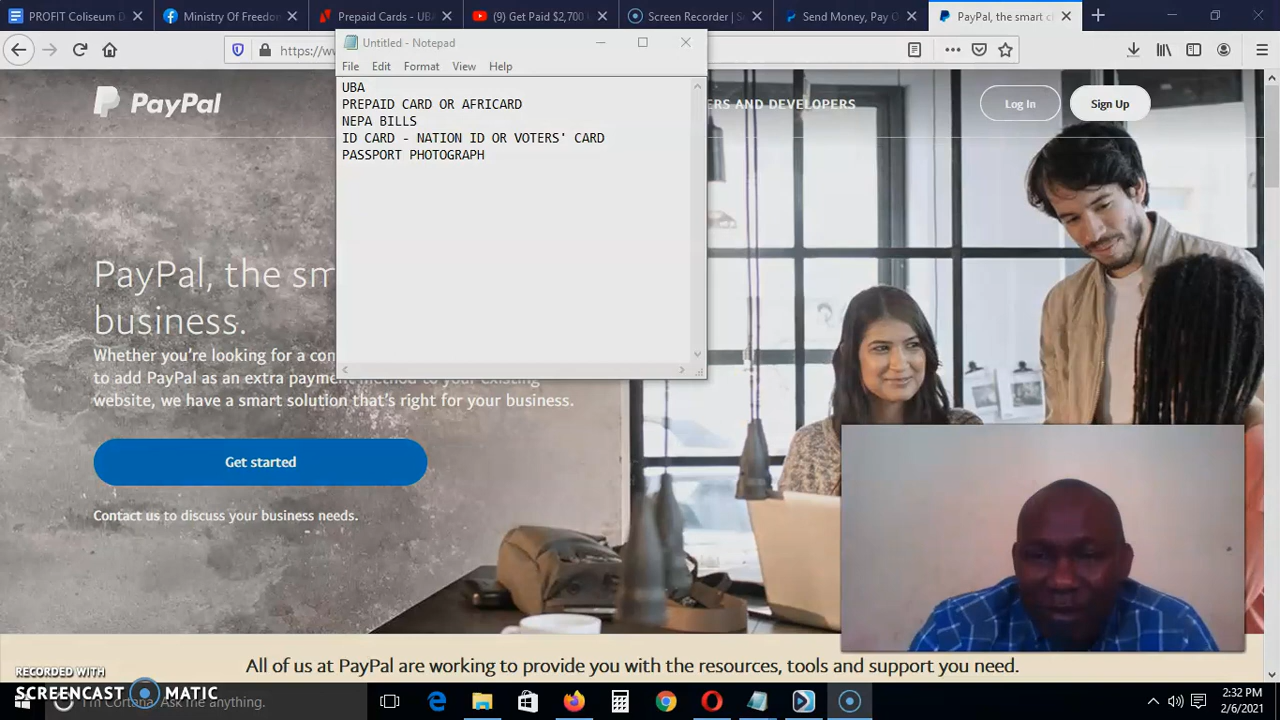 PROFIT Coliseum D
Ministry Of Freedom
Prepaid Cards - UBA
(9) Get Paid $2,700
Screen Recorder | S
Send Money, Pay O
PayPal, the smart c
https://w
Untitled - Notepad
File Edit Format View Help
UBA
PREPAID CARD OR AFRICARD
NEPA BILLS
ID CARD - NATION ID OR VOTERS' CARD
PASSPORT PHOTOGRAPH
PayPal
ERS AND DEVELOPERS
Log In
Sign Up
PayPal, the sm
business.
Whether you're looking for a con
to add PayPal as an extra payment method to your existing
website, we have a smart solution that's right for your business.
Get started
Contact us to discuss your business needs.
All of us at PayPal are working to provide you with the resources, tools and support you need.
RECORDED WITH
SCREENCAST MATIC
I'm Cortana. Ask me anything.
2:32 PM
2/6/2021